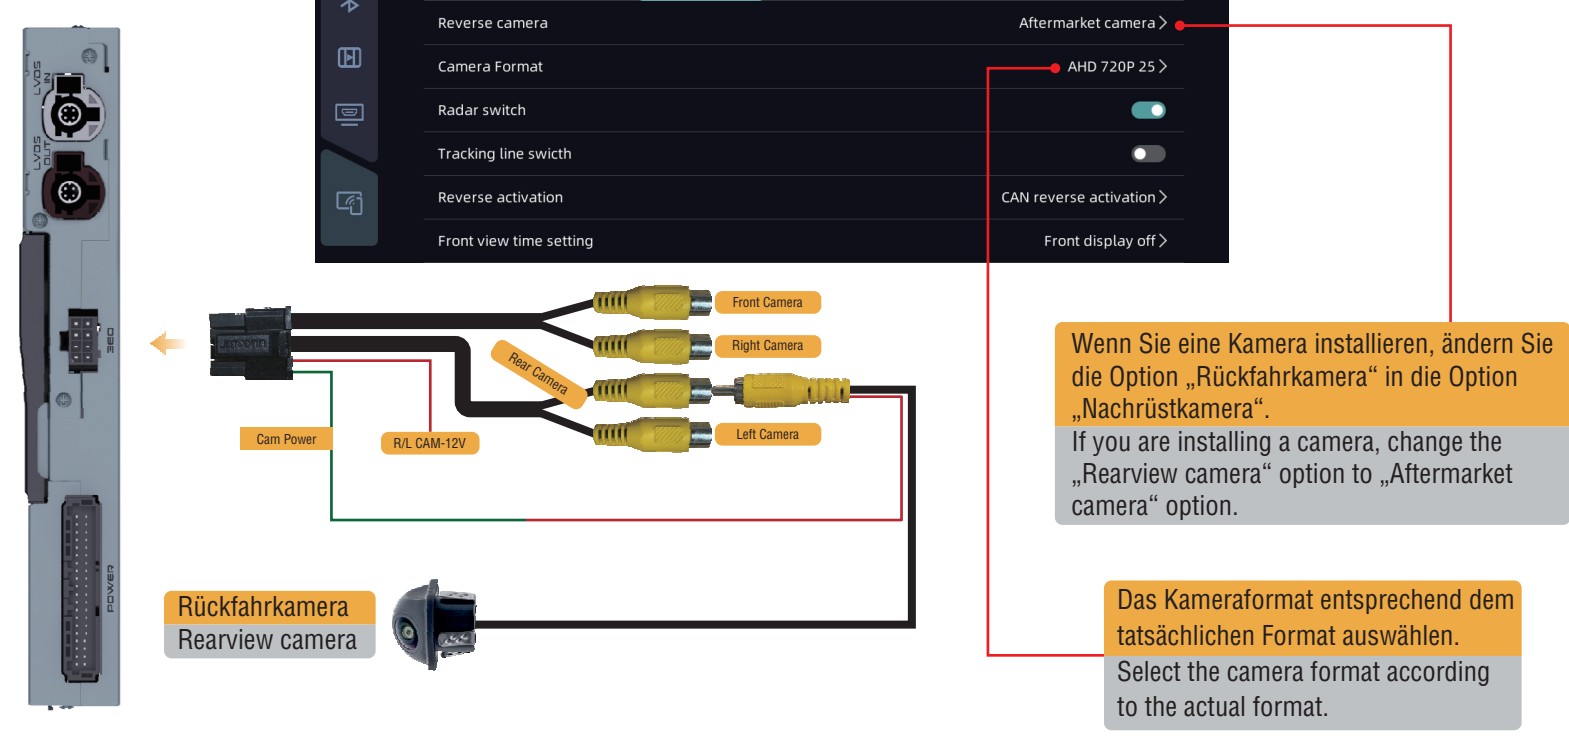 Reverse camera
Aftermarket camera >
Camera Format
AHD 720P 25 >
Radar switch
Tracking line swicth
Reverse activation
CAN reverse activation >
Front view time setting
Front display off >
LVDS
IN
LVDS
OUT
360
POWER
Front Camera
Right Camera
Rear Camera
Left Camera
Cam Power
R/L CAM-12V
Wenn Sie eine Kamera installieren, ändern Sie
die Option „Rückfahrkamera“ in die Option
„Nachrüstkamera“.
If you are installing a camera, change the
„Rearview camera“ option to „Aftermarket
camera“ option.
Rückfahrkamera
Rearview camera
Das Kameraformat entsprechend dem
tatsächlichen Format auswählen.
Select the camera format according
to the actual format.